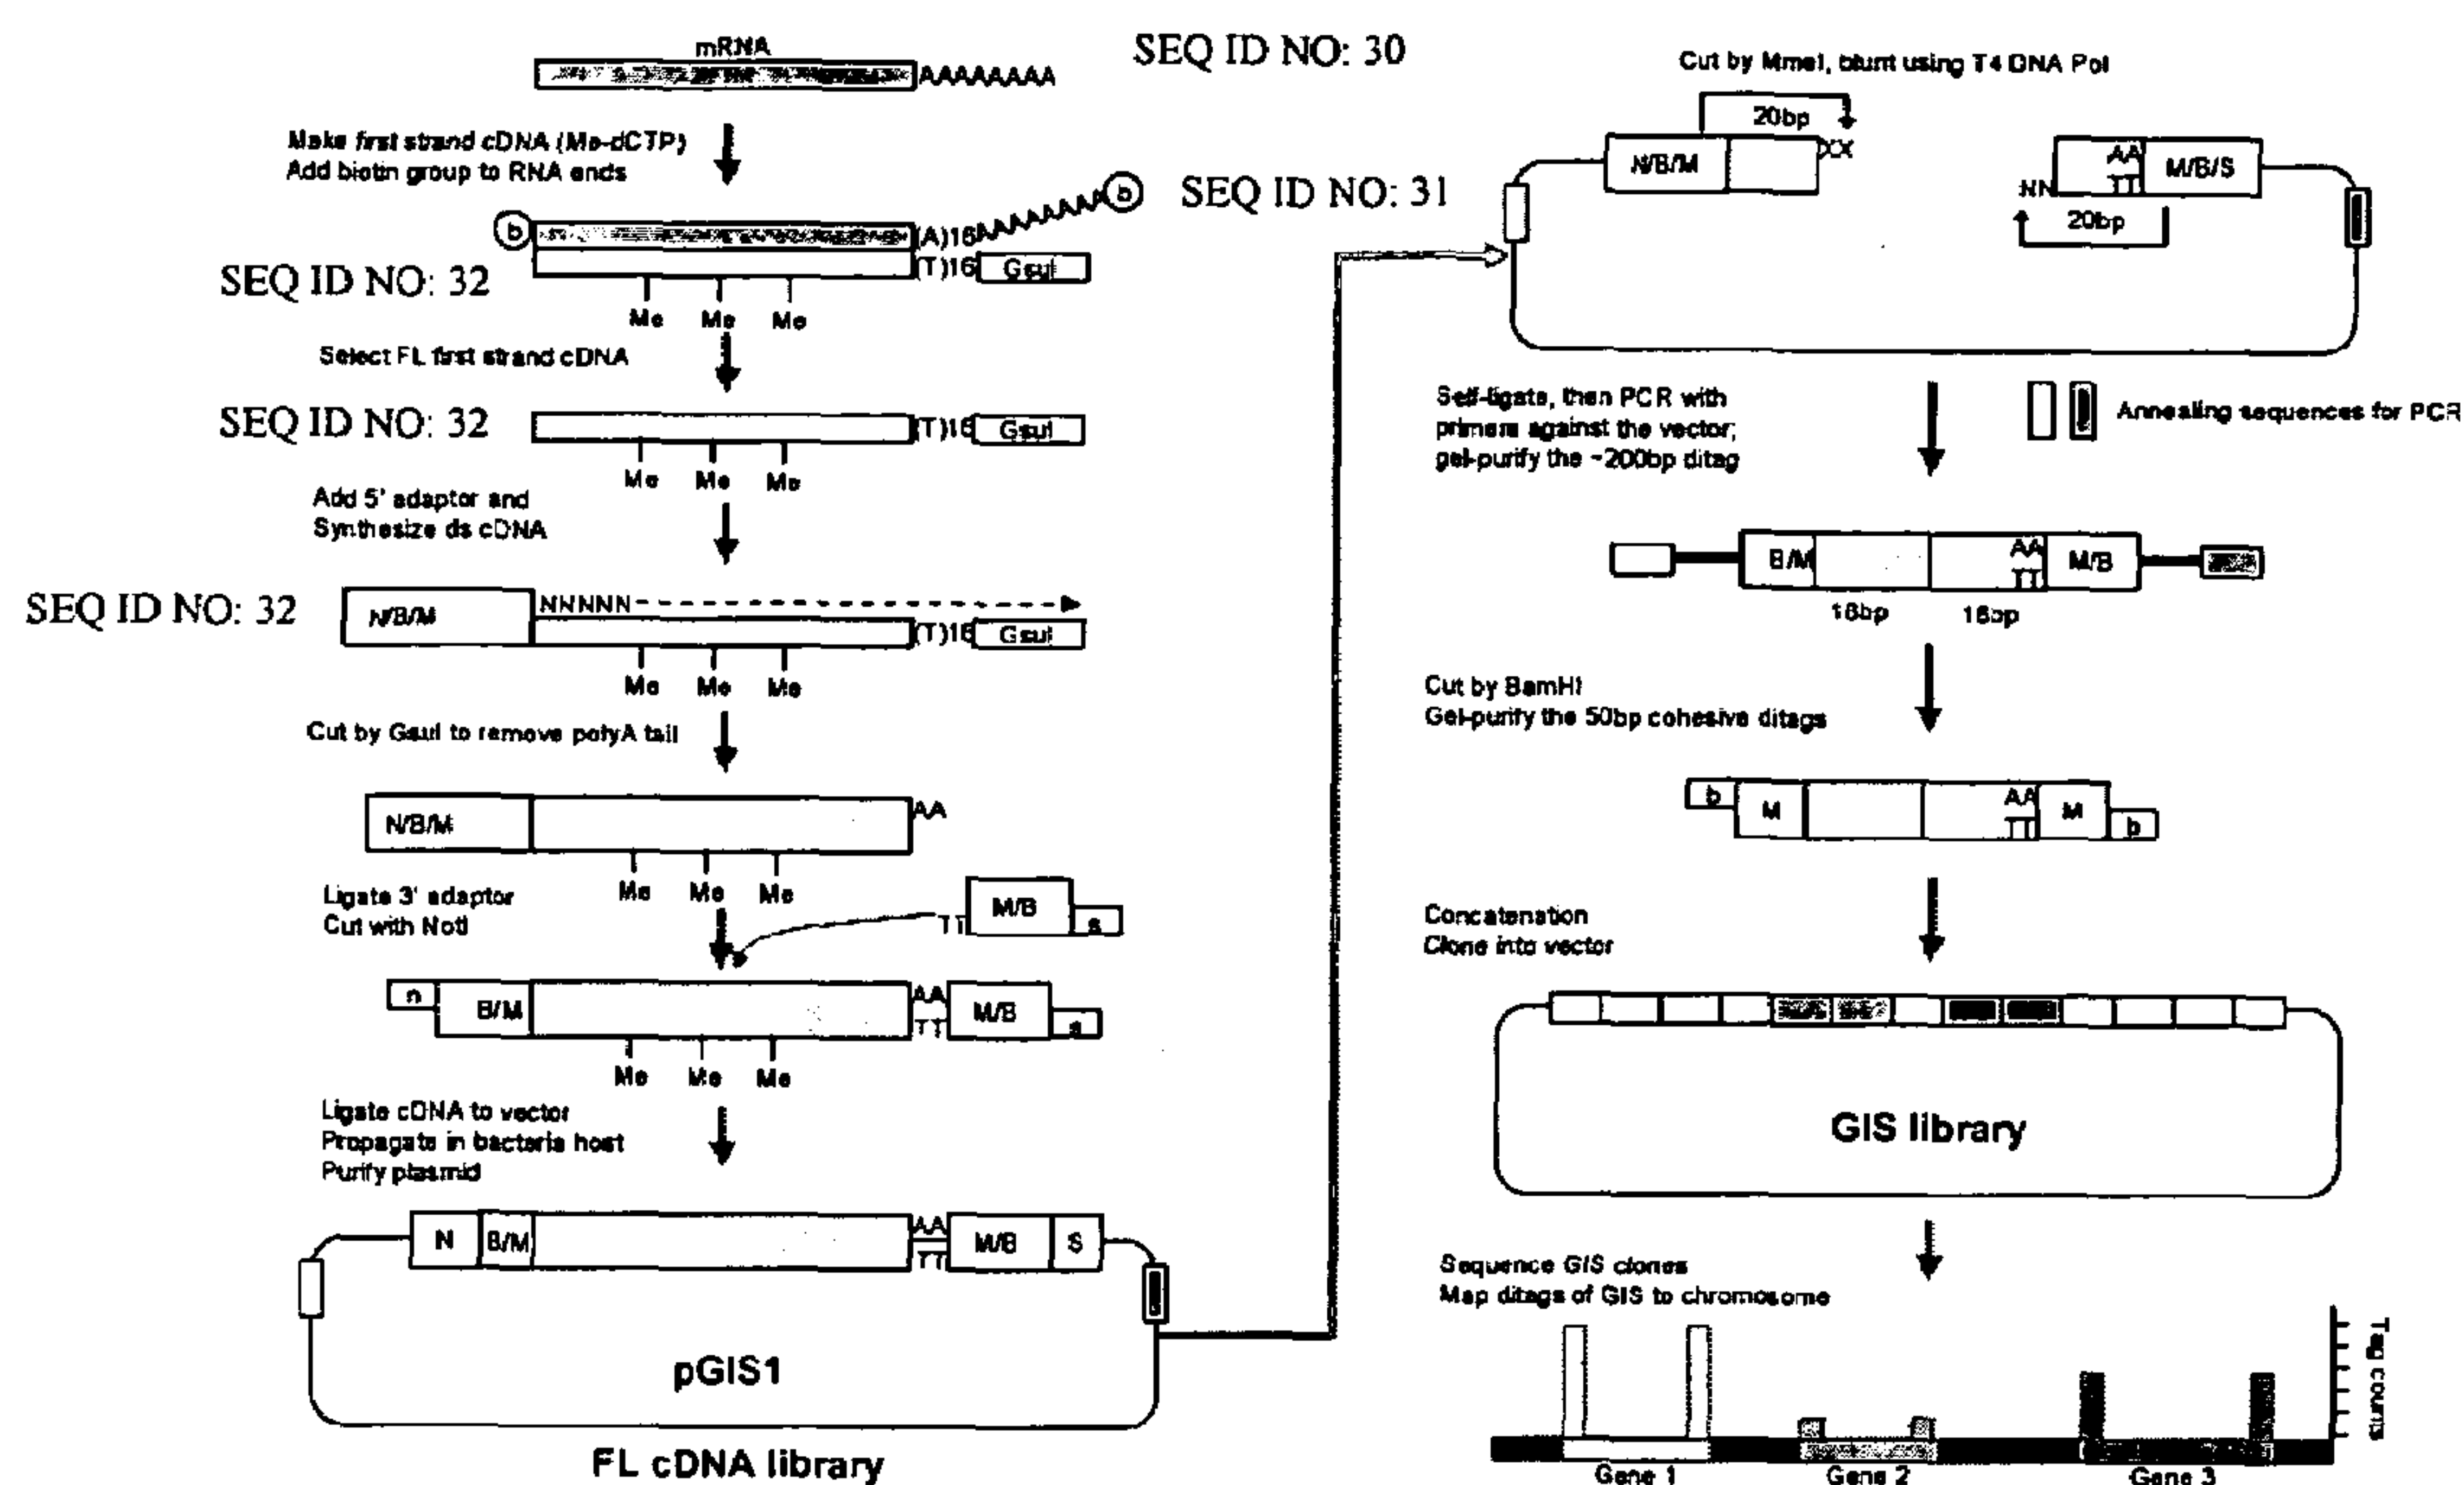 mRNA
AAAAAAAA
SEQ ID NO: 30
Make first strand cDNA (Me-dCTP)
Add biotin group to RNA ends
b
(A)16AAAAAAAA
b
SEQ ID NO: 31
(T)16
GsuI
SEQ ID NO: 32
Me Me Me
Select FL first strand cDNA
SEQ ID NO: 32
(T)16
GsuI
Me Me Me
Add 5' adaptor and
Synthesize ds cDNA
SEQ ID NO: 32
N/B/M
NNNNN
(T)16
GsuI
Me Me Me
Cut by GsuI to remove polyA tail
N/B/M
AA
Me Me Me
Ligate 3' adaptor
Cut with NotI
TT
M/B
s
n
B/M
AA
TT
M/B
s
Me Me Me
Ligate cDNA to vector
Propagate in bacteria host
Purify plasmid
N
B/M
AA
TT
M/B
S
pGIS1
FL cDNA library
Cut by MmeI, blunt using T4 DNA Pol
20bp
N/B/M
XX
NN
AA
TT
M/B/S
20bp
Self-ligate, then PCR with
primers against the vector;
gel-purify the ~200bp ditag
Annealing sequences for PCR
B/M
AA
TT
M/B
18bp
18bp
Cut by BamHI
Gel-purify the 50bp cohesive ditags
b
M
AA
TT
M
b
Concatenation
Clone into vector
GIS library
Sequence GIS clones
Map ditags of GIS to chromosome
Tag counts
Gene 1
Gene 2
Gene 3